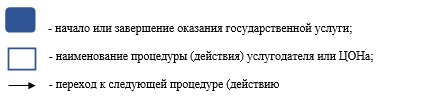 - начало или завершение оказания государственной услуги;
- наименование процедуры (действия) услугодателя или ЦОНа;
- переход к следующей процедуре (действию